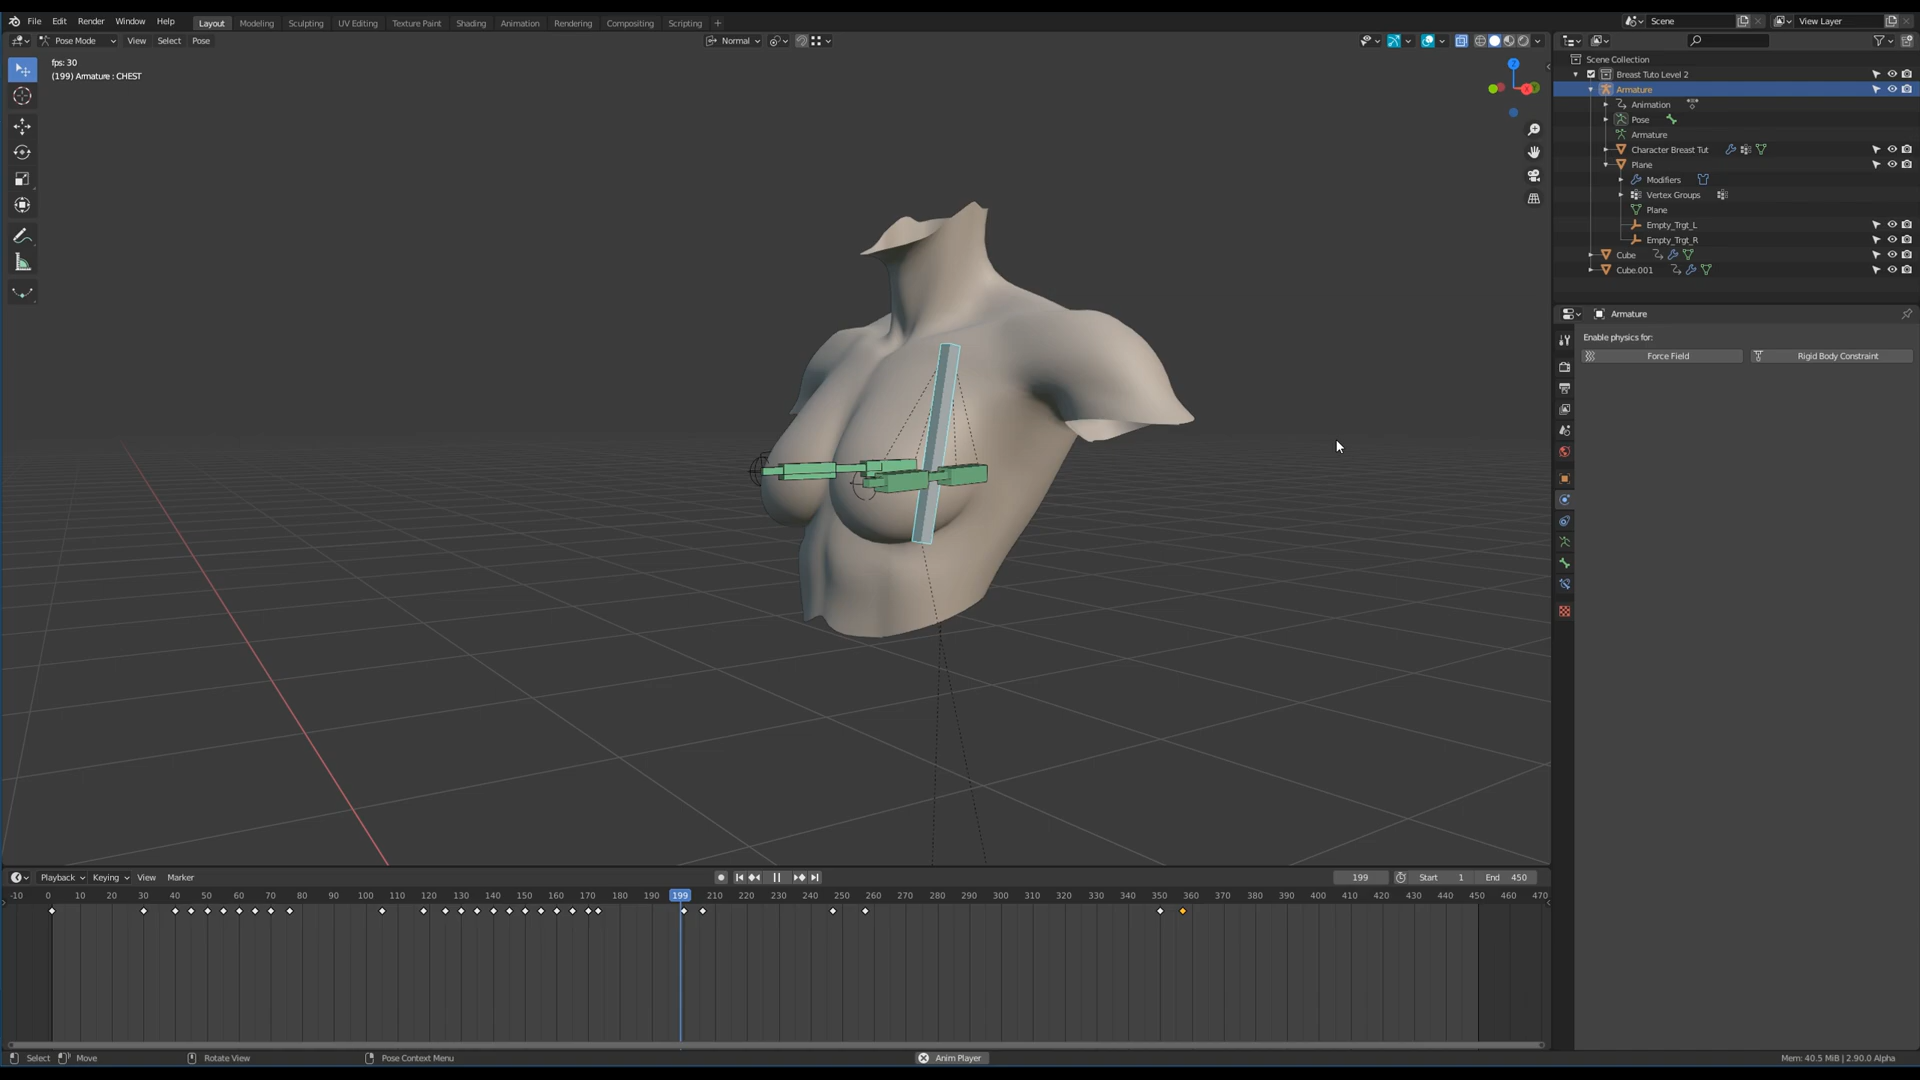 File Edit Render Window Help Layout Modeling Sculpting UV Editing Texture Paint Shading Animation Rendering Compositing Scripting + Scene View Layer
Pose Mode View Select Pose Normal
fps: 30
(199) Armature : CHEST
Z
Scene Collection
Breast Tuto Level 2
Armature
Animation
Pose
Armature
Character Breast Tut
Plane
Modifiers
Vertex Groups
Plane
Empty_Trgt_L
Empty_Trgt_R
Cube
Cube.001
Armature
Enable physics for:
Force Field Rigid Body Constraint
Playback Keying View Marker 199 Start 1 End 450
-10 0 10 20 30 40 50 60 70 80 90 100 110 120 130 140 150 160 170 180 190 199 210 220 230 240 250 260 270 280 290 300 310 320 330 340 350 360 370 380 390 400 410 420 430 440 450 460 470
Select Move Rotate View Pose Context Menu Anim Player Mem: 40.5 MiB | 2.90.0 Alpha